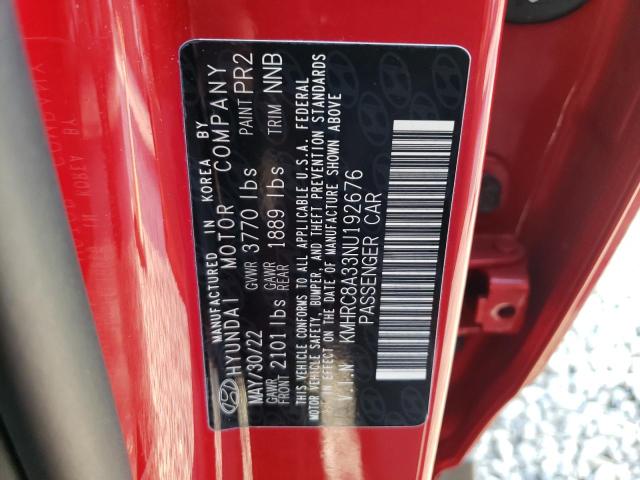 MANUFACTURED IN KOREA BY
HYUNDAI MOTOR COMPANY
MAY/30/22 GVWR 3770 lbs PAINT PR2
GAWR FRONT 2101 lbs GAWR REAR 1889 lbs TRIM NNB
THIS VEHICLE CONFORMS TO ALL APPLICABLE U.S.A. FEDERAL
MOTOR VEHICLE SAFETY, BUMPER, AND THEFT PREVENTION STANDARDS
IN EFFECT ON THE DATE OF MANUFACTURE SHOWN ABOVE
V.I.N KMHRC8A33NU192676
PASSENGER CAR